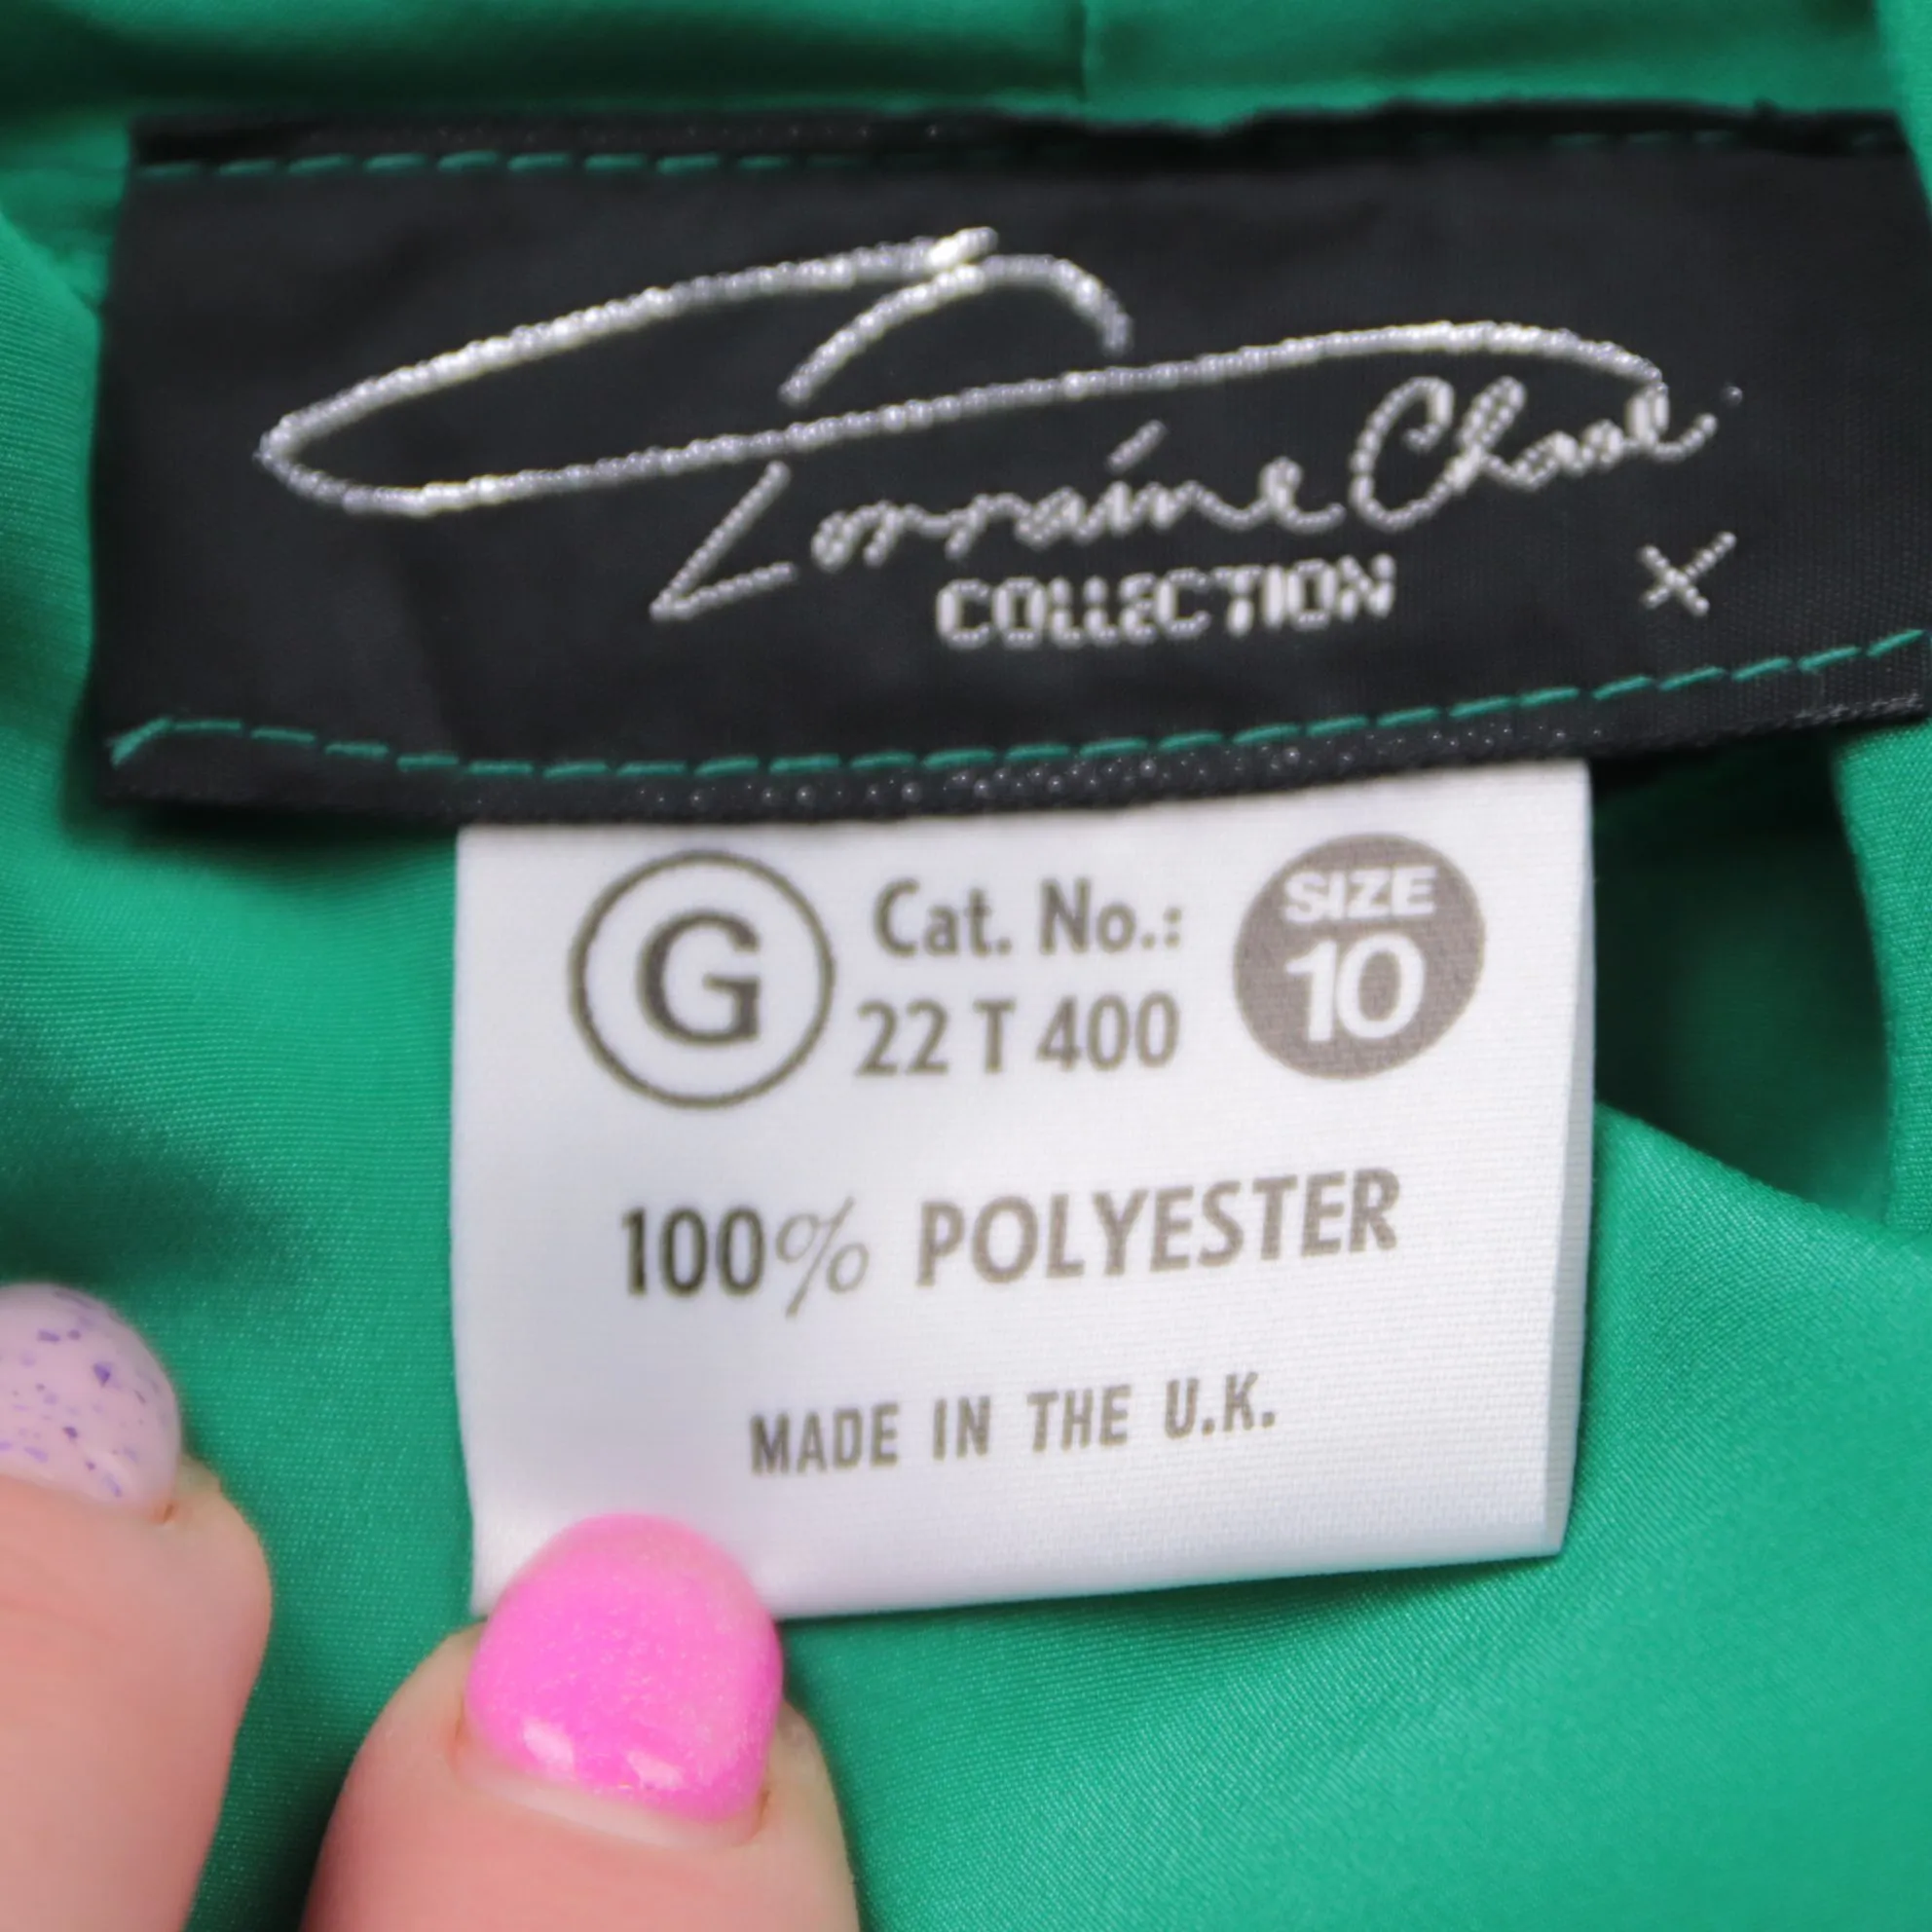 Lorraine Chase
COLLECTION
X
G
Cat. No.:
22 T 400
SIZE
10
100% POLYESTER
MADE IN THE U.K.